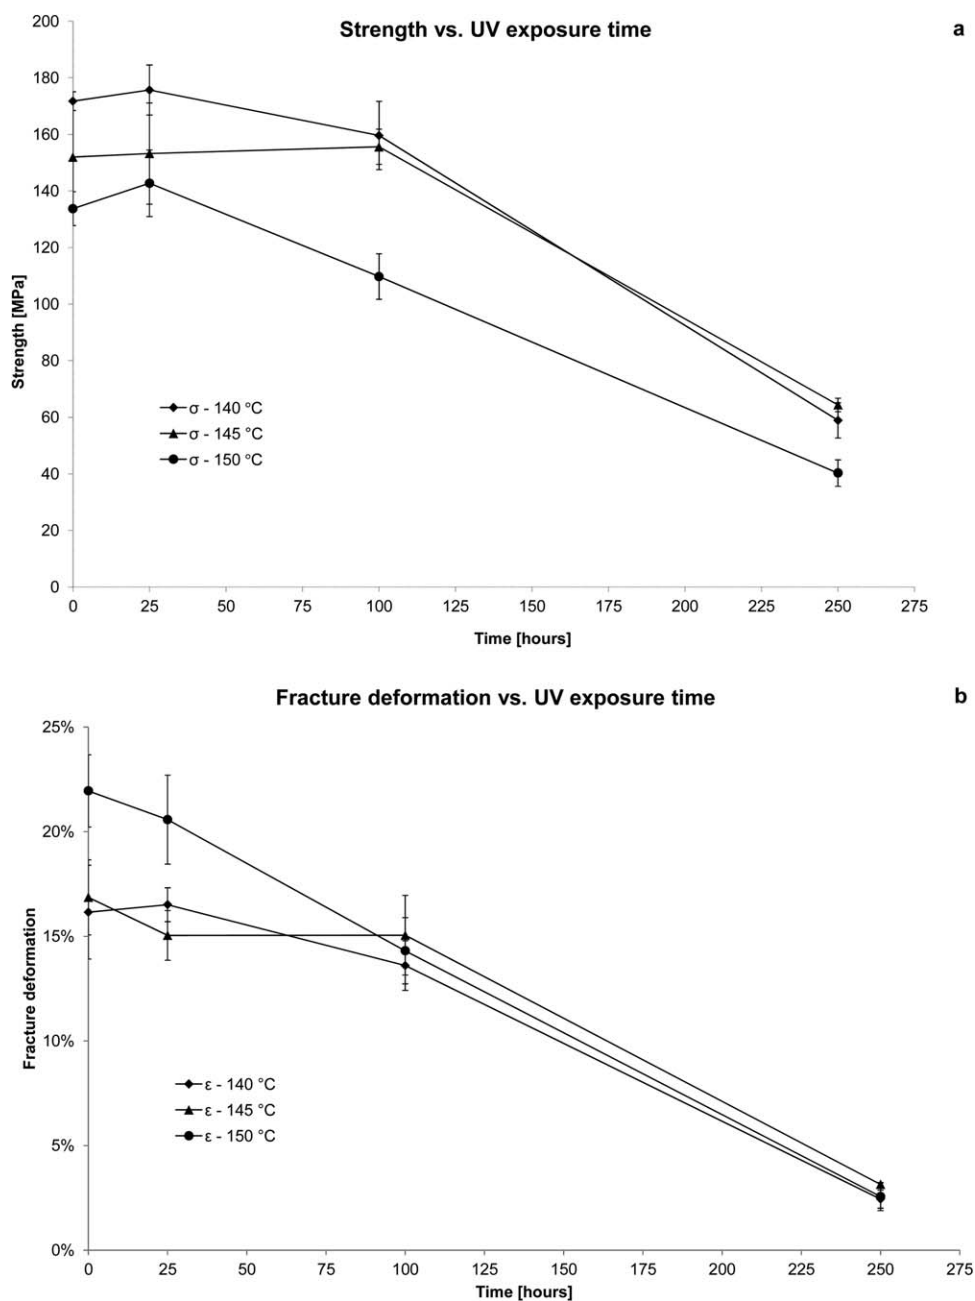 Strength vs. UV exposure time
a
200
180
160
140
120
100
80
60
40
20
0
Strength [MPa]
σ - 140 °C
σ - 145 °C
σ - 150 °C
0 25 50 75 100 125 150 175 200 225 250 275
Time [hours]
Fracture deformation vs. UV exposure time
b
25%
20%
15%
10%
5%
0%
Fracture deformation
ε - 140 °C
ε - 145 °C
ε - 150 °C
0 25 50 75 100 125 150 175 200 225 250 275
Time [hours]